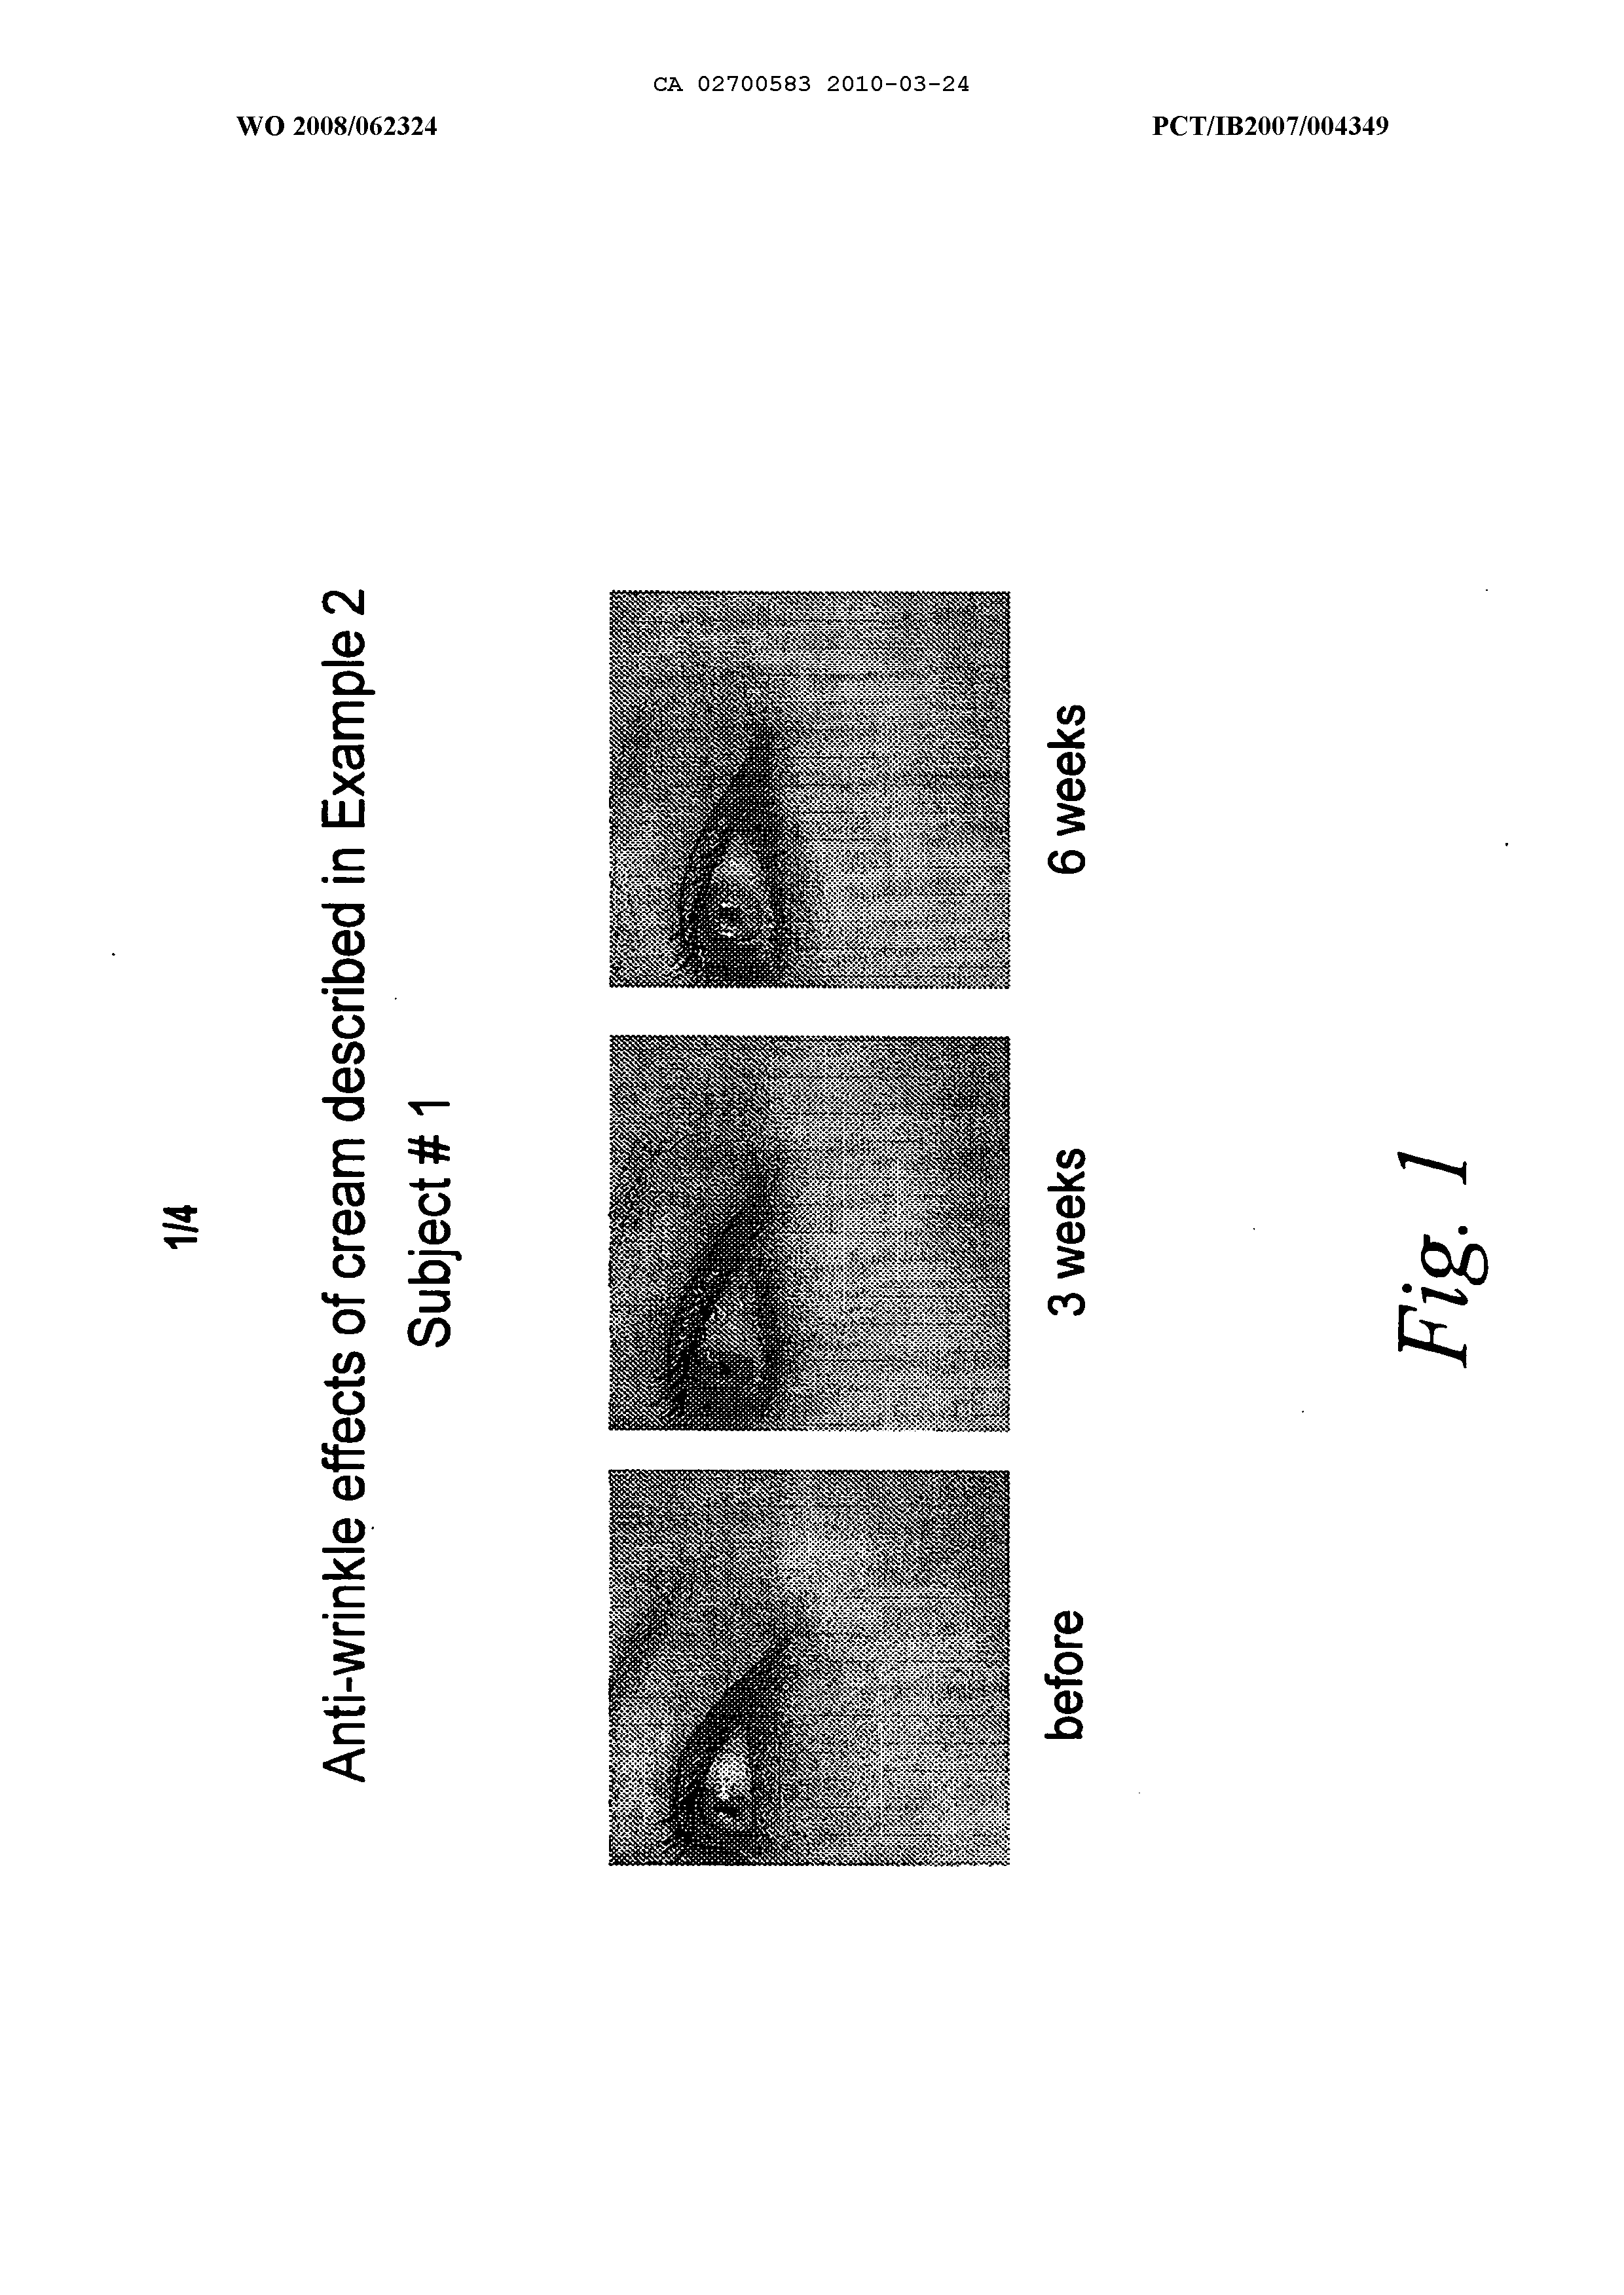 CA 02700583 2010-03-24
WO 2008/062324 PCT/IB2007/004349
1/4
Anti-wrinkle effects of cream described in Example 2
Subject # 1
before 3 weeks 6 weeks
Fig. 1